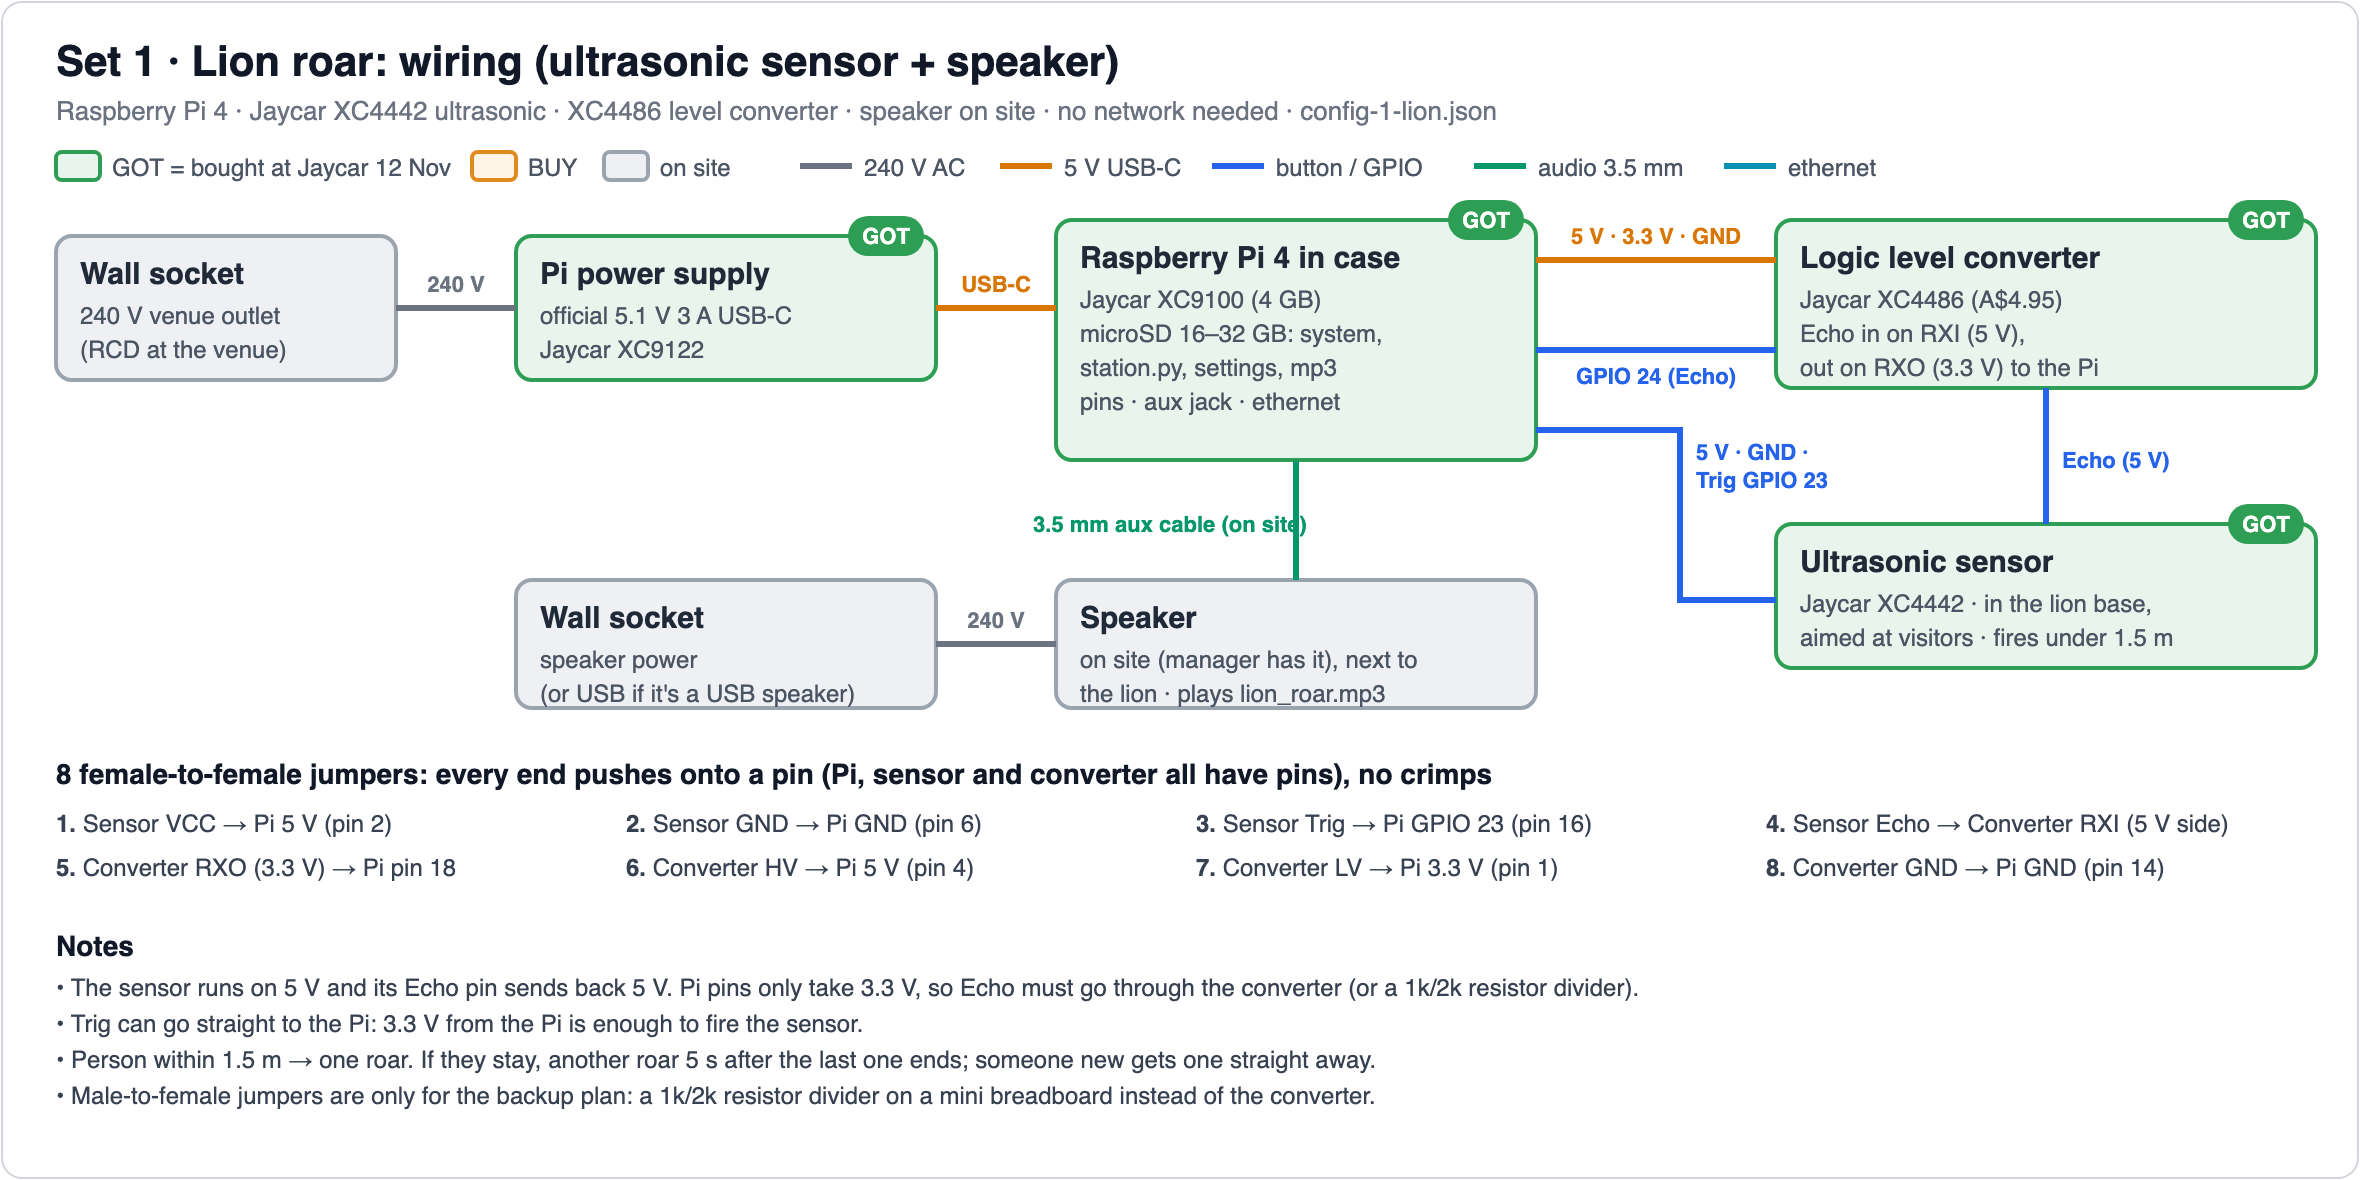 Set 1 · Lion roar: wiring (ultrasonic sensor + speaker)
Raspberry Pi 4 · Jaycar XC4442 ultrasonic · XC4486 level converter · speaker on site · no network needed · config-1-lion.json
GOT = bought at Jaycar 12 Nov BUY on site 240 V AC 5 V USB-C button / GPIO audio 3.5 mm ethernet
Wall socket
240 V venue outlet
(RCD at the venue)
240 V
GOT
Pi power supply
official 5.1 V 3 A USB-C
Jaycar XC9122
USB-C
GOT
Raspberry Pi 4 in case
Jaycar XC9100 (4 GB)
microSD 16–32 GB: system,
station.py, settings, mp3
pins · aux jack · ethernet
5 V · 3.3 V · GND
GPIO 24 (Echo)
GOT
Logic level converter
Jaycar XC4486 (A$4.95)
Echo in on RXI (5 V),
out on RXO (3.3 V) to the Pi
5 V · GND ·
Trig GPIO 23
Echo (5 V)
3.5 mm aux cable (on site)
GOT
Ultrasonic sensor
Jaycar XC4442 · in the lion base,
aimed at visitors · fires under 1.5 m
Wall socket
speaker power
(or USB if it's a USB speaker)
240 V
Speaker
on site (manager has it), next to
the lion · plays lion_roar.mp3
8 female-to-female jumpers: every end pushes onto a pin (Pi, sensor and converter all have pins), no crimps
1. Sensor VCC → Pi 5 V (pin 2) 2. Sensor GND → Pi GND (pin 6) 3. Sensor Trig → Pi GPIO 23 (pin 16) 4. Sensor Echo → Converter RXI (5 V side)
5. Converter RXO (3.3 V) → Pi pin 18 6. Converter HV → Pi 5 V (pin 4) 7. Converter LV → Pi 3.3 V (pin 1) 8. Converter GND → Pi GND (pin 14)
Notes
• The sensor runs on 5 V and its Echo pin sends back 5 V. Pi pins only take 3.3 V, so Echo must go through the converter (or a 1k/2k resistor divider).
• Trig can go straight to the Pi: 3.3 V from the Pi is enough to fire the sensor.
• Person within 1.5 m → one roar. If they stay, another roar 5 s after the last one ends; someone new gets one straight away.
• Male-to-female jumpers are only for the backup plan: a 1k/2k resistor divider on a mini breadboard instead of the converter.